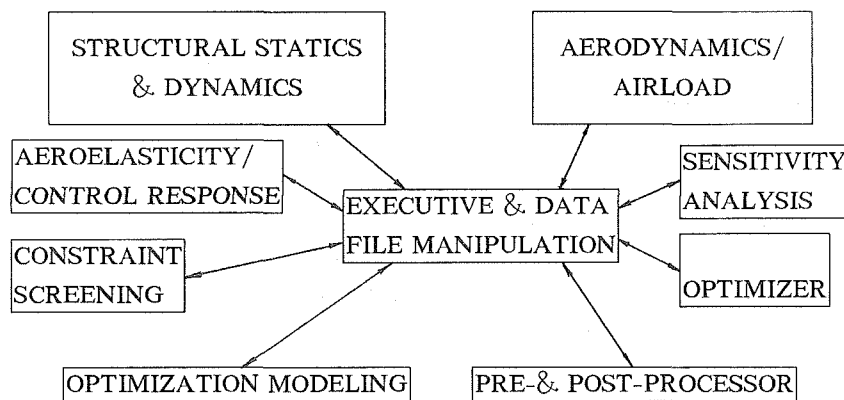 STRUCTURAL STATICS
& DYNAMICS
AERODYNAMICS/
AIRLOAD
AEROELASTICITY/
CONTROL RESPONSE
SENSITIVITY
ANALYSIS
EXECUTIVE & DATA
FILE MANIPULATION
CONSTRAINT
SCREENING
OPTIMIZER
OPTIMIZATION MODELING
PRE-& POST-PROCESSOR